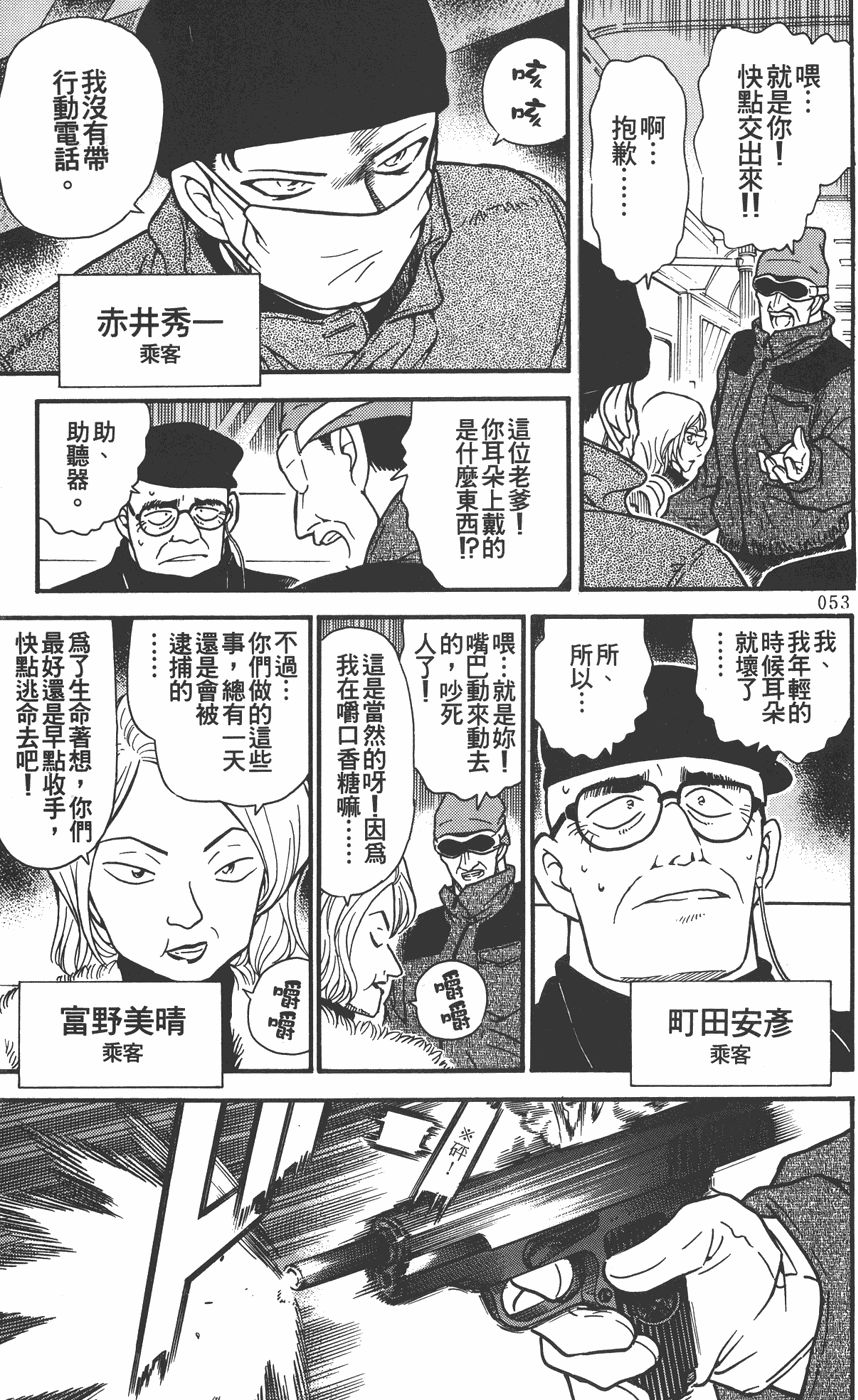 喂…
就是你！
快點交出來!!
啊…
抱歉……
咳
咳
我沒有帶
行動電話。
赤井秀一
乘客
這位老爹！
你耳朵上戴的
是什麼東西!?
助、
助聽器。
053
我、
我年輕的
時候耳朵
就壞了
……
所、
所以…
町田安彥
乘客
喂…就是妳！
嘴巴動來動去
的，吵死
人了！
這是當然的呀！因為
我在嚼口香糖嘛……
嚼
嚼
嚼
嚼
不過…
你們做的這些
事，總有一天
還是會被
逮捕的
……
為了生命著想，你們
最好還是早點收手，
快點逃命去吧！
富野美晴
乘客
※砰！